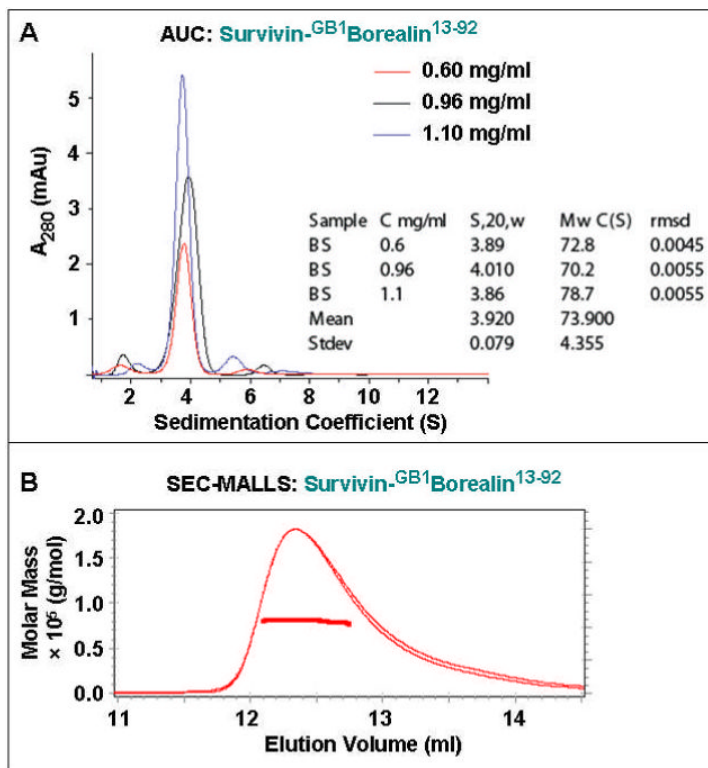 A
AUC: Survivin-GB1Borealin13-92
0.60 mg/ml
0.96 mg/ml
1.10 mg/ml
A280 (mAu)
5
4
3
2
1
Sample C mg/ml S,20,w Mw C(S) rmsd
BS 0.6 3.89 72.8 0.0045
BS 0.96 4.010 70.2 0.0055
BS 1.1 3.86 78.7 0.0055
Mean 3.920 73.900
Stdev 0.079 4.355
2 4 6 8 10 12
Sedimentation Coefficient (S)
B
SEC-MALLS: Survivin-GB1Borealin13-92
Molar Mass
× 10⁵ (g/mol)
2.0
1.5
1.0
0.5
0.0
11 12 13 14
Elution Volume (ml)